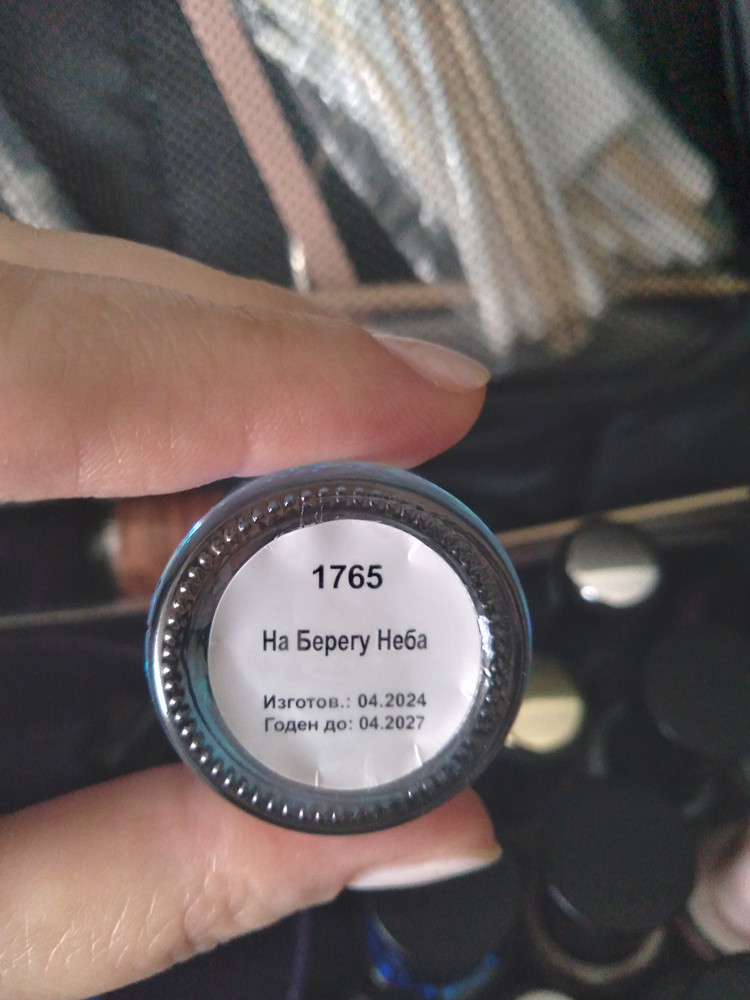 1765
На Берегу Неба
Изготов.: 04.2024
Годен до: 04.2027